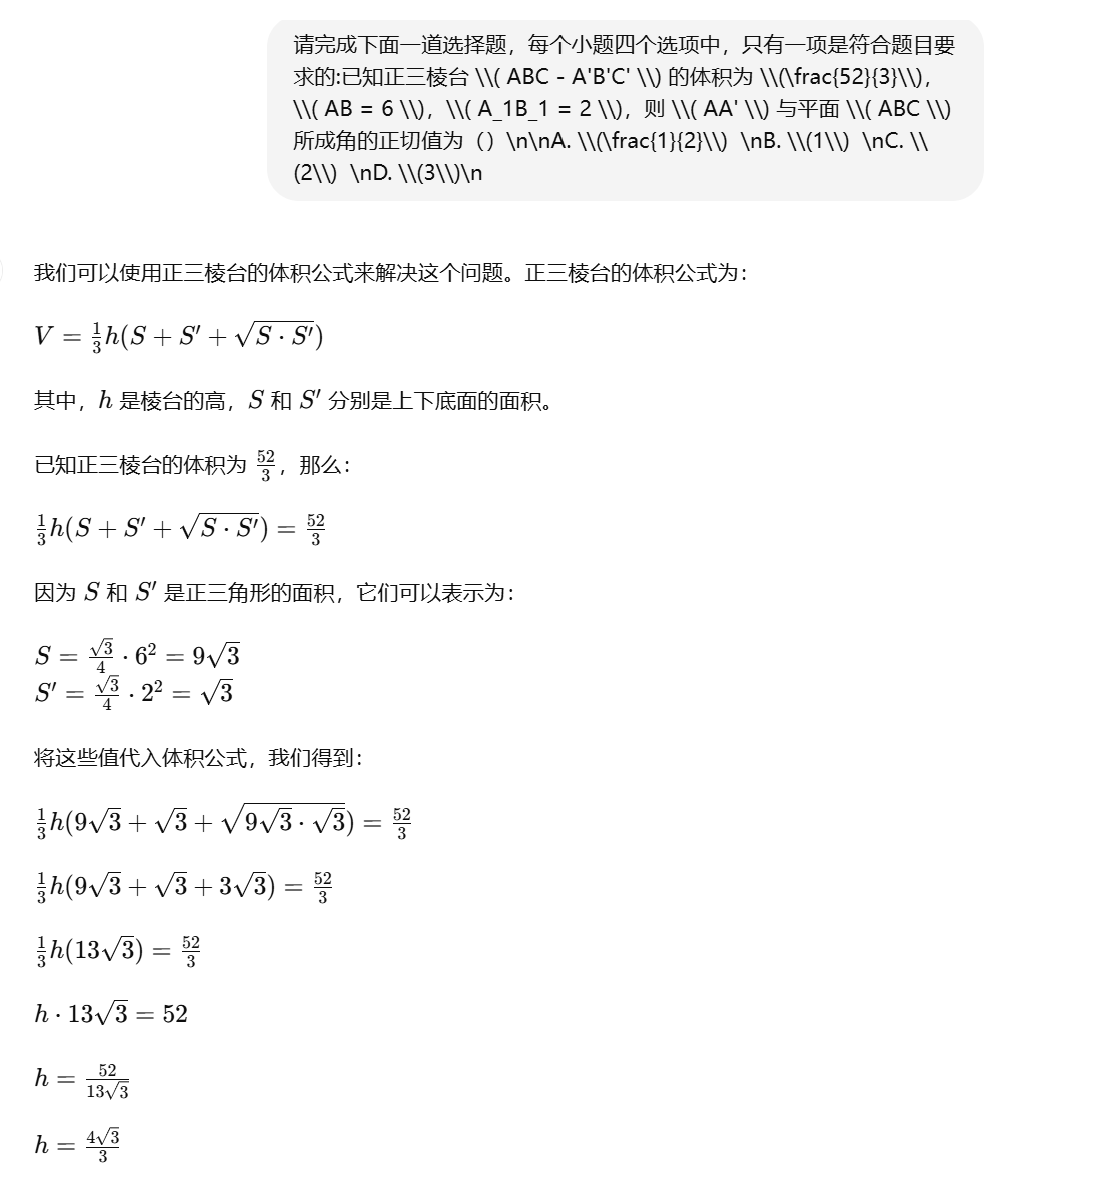 请完成下面一道选择题，每个小题四个选项中，只有一项是符合题目要
求的:已知正三棱台 \\( ABC - A'B'C' \\) 的体积为 \\(\frac{52}{3}\\)，
\\( AB = 6 \\)，\\( A_1B_1 = 2 \\)，则 \\( AA' \\) 与平面 \\( ABC \\)
所成角的正切值为（）\n\nA. \\(\frac{1}{2}\\)  \nB. \\(1\\)  \nC. \\
(2\\)  \nD. \\(3\\)\n
我们可以使用正三棱台的体积公式来解决这个问题。正三棱台的体积公式为：
$V = \frac{1}{3}h(S + S' + \sqrt{S \cdot S'})$
其中，$h$ 是棱台的高，$S$ 和 $S'$ 分别是上下底面的面积。
已知正三棱台的体积为 $\frac{52}{3}$，那么：
$\frac{1}{3}h(S + S' + \sqrt{S \cdot S'}) = \frac{52}{3}$
因为 $S$ 和 $S'$ 是正三角形的面积，它们可以表示为：
$S = \frac{\sqrt{3}}{4} \cdot 6^2 = 9\sqrt{3}$
$S' = \frac{\sqrt{3}}{4} \cdot 2^2 = \sqrt{3}$
将这些值代入体积公式，我们得到：
$\frac{1}{3}h(9\sqrt{3} + \sqrt{3} + \sqrt{9\sqrt{3} \cdot \sqrt{3}}) = \frac{52}{3}$
$\frac{1}{3}h(9\sqrt{3} + \sqrt{3} + 3\sqrt{3}) = \frac{52}{3}$
$\frac{1}{3}h(13\sqrt{3}) = \frac{52}{3}$
$h \cdot 13\sqrt{3} = 52$
$h = \frac{52}{13\sqrt{3}}$
$h = \frac{4\sqrt{3}}{3}$